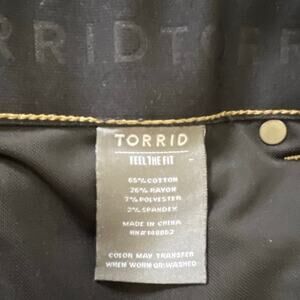 RRIDTORR
TORRID
FEEL THE FIT
65% COTTON
26% RAYON
7% POLYESTER
2% SPANDEX
MADE IN CHINA
COLOR MAY TRANSFER
WHEN WORN OR WASHED